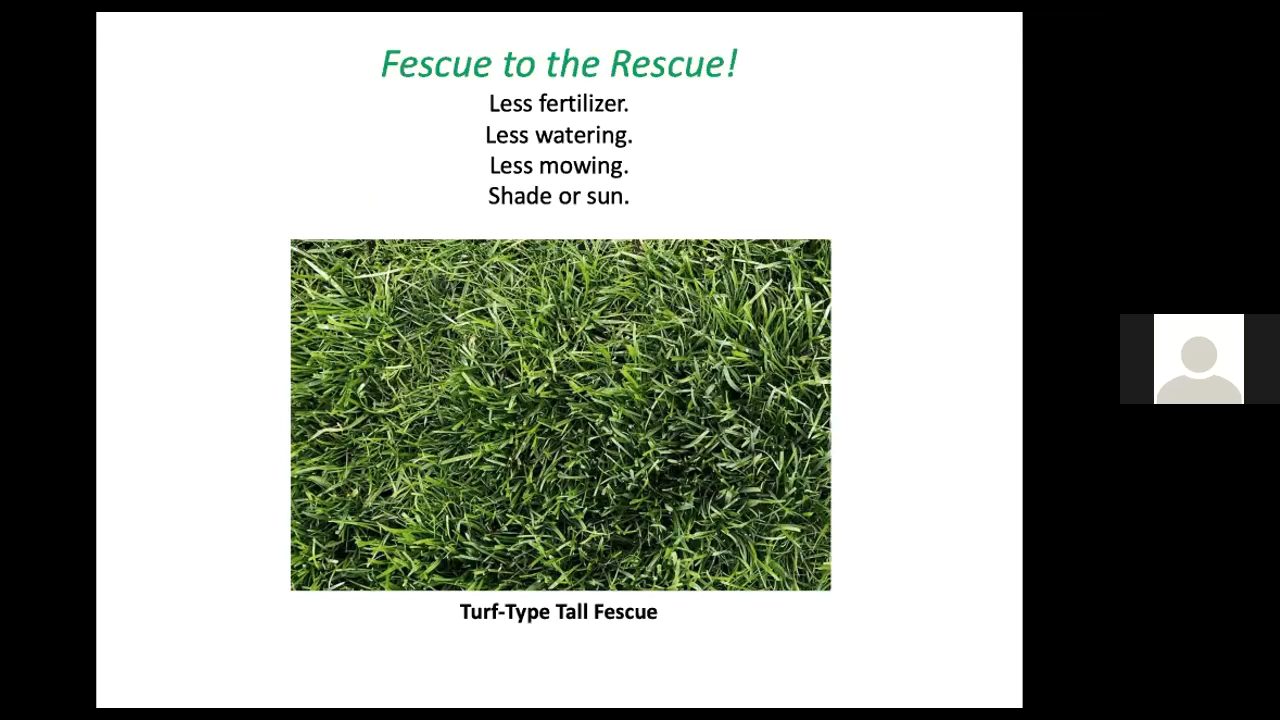 Fescue to the Rescue!
Less fertilizer.
Less watering.
Less mowing.
Shade or sun.
Turf-Type Tall Fescue